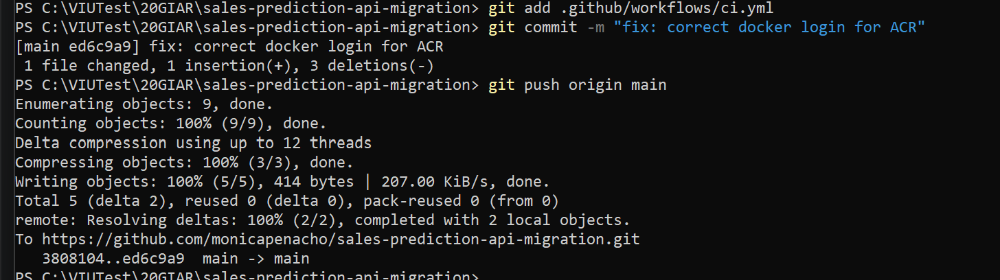 PS C:\VIUTest\20GIAR\sales-prediction-api-migration> git add .github/workflows/ci.yml
PS C:\VIUTest\20GIAR\sales-prediction-api-migration> git commit -m "fix: correct docker login for ACR"
[main ed6c9a9] fix: correct docker login for ACR
 1 file changed, 1 insertion(+), 3 deletions(-)
PS C:\VIUTest\20GIAR\sales-prediction-api-migration> git push origin main
Enumerating objects: 9, done.
Counting objects: 100% (9/9), done.
Delta compression using up to 12 threads
Compressing objects: 100% (3/3), done.
Writing objects: 100% (5/5), 414 bytes | 207.00 KiB/s, done.
Total 5 (delta 2), reused 0 (delta 0), pack-reused 0 (from 0)
remote: Resolving deltas: 100% (2/2), completed with 2 local objects.
To https://github.com/monicapenacho/sales-prediction-api-migration.git
   3808104..ed6c9a9  main -> main
PS C:\VIUTest\20GIAR\sales-prediction-api-migration>